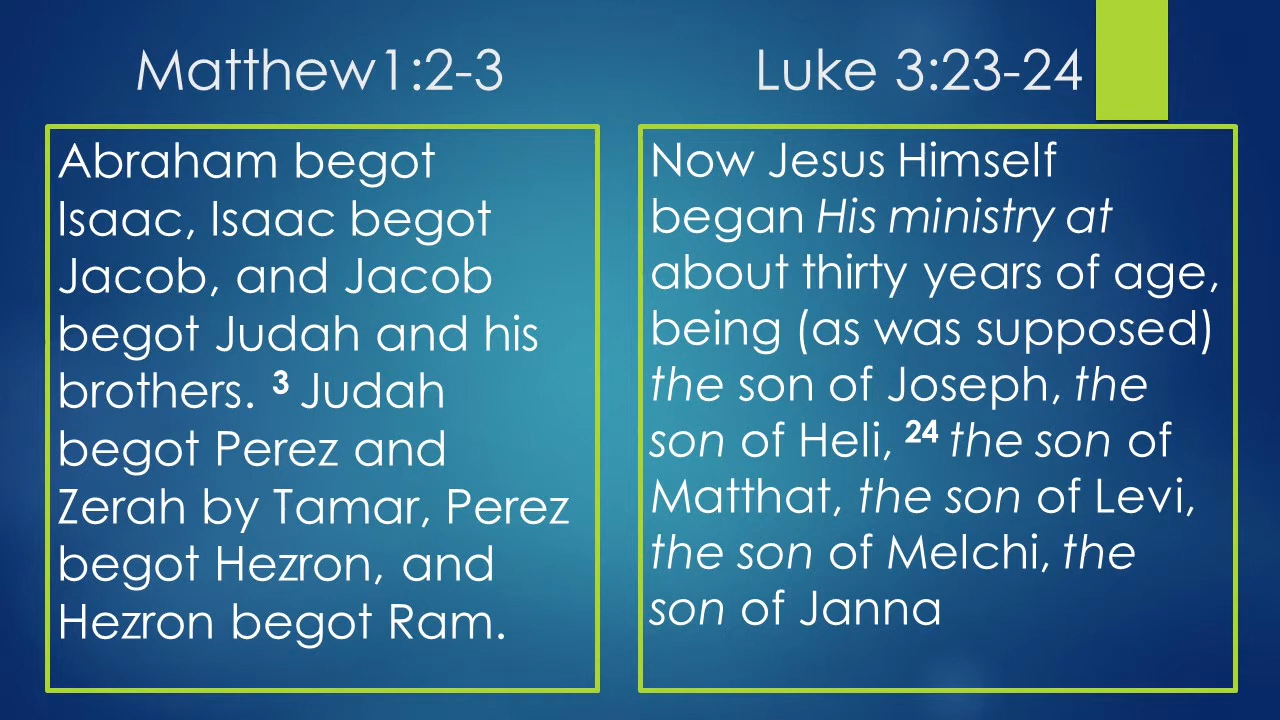 Matthew1:2-3
Abraham begot
Isaac, Isaac begot
Jacob, and Jacob
begot Judah and his
brothers. 3 Judah
begot Perez and
Zerah by Tamar, Perez
begot Hezron, and
Hezron begot Ram.
Luke 3:23-24
Now Jesus Himself
began His ministry at
about thirty years of age,
being (as was supposed)
the son of Joseph, the
son of Heli, 24 the son of
Matthat, the son of Levi,
the son of Melchi, the
son of Janna